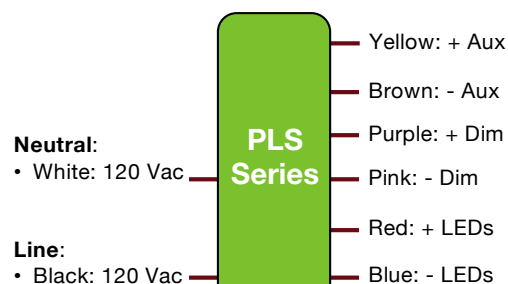 Neutral:
• White: 120 Vac
Line:
• Black: 120 Vac
PLS
Series
Yellow: + Aux
Brown: - Aux
Purple: + Dim
Pink: - Dim
Red: + LEDs
Blue: - LEDs